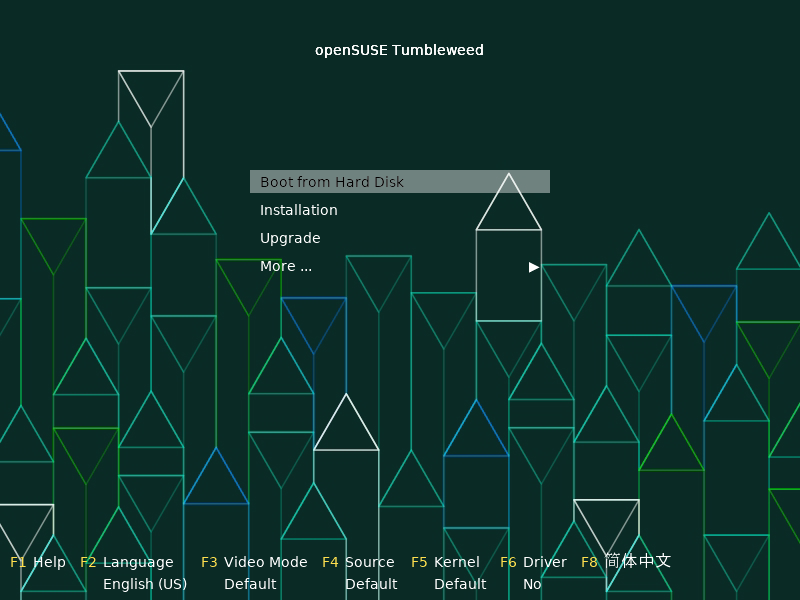 openSUSE Tumbleweed
Boot from Hard Disk
Installation
Upgrade
More ...
F1 Help F2 Language F3 Video Mode F4 Source F5 Kernel F6 Driver F8 简体中文
English (US) Default Default Default No